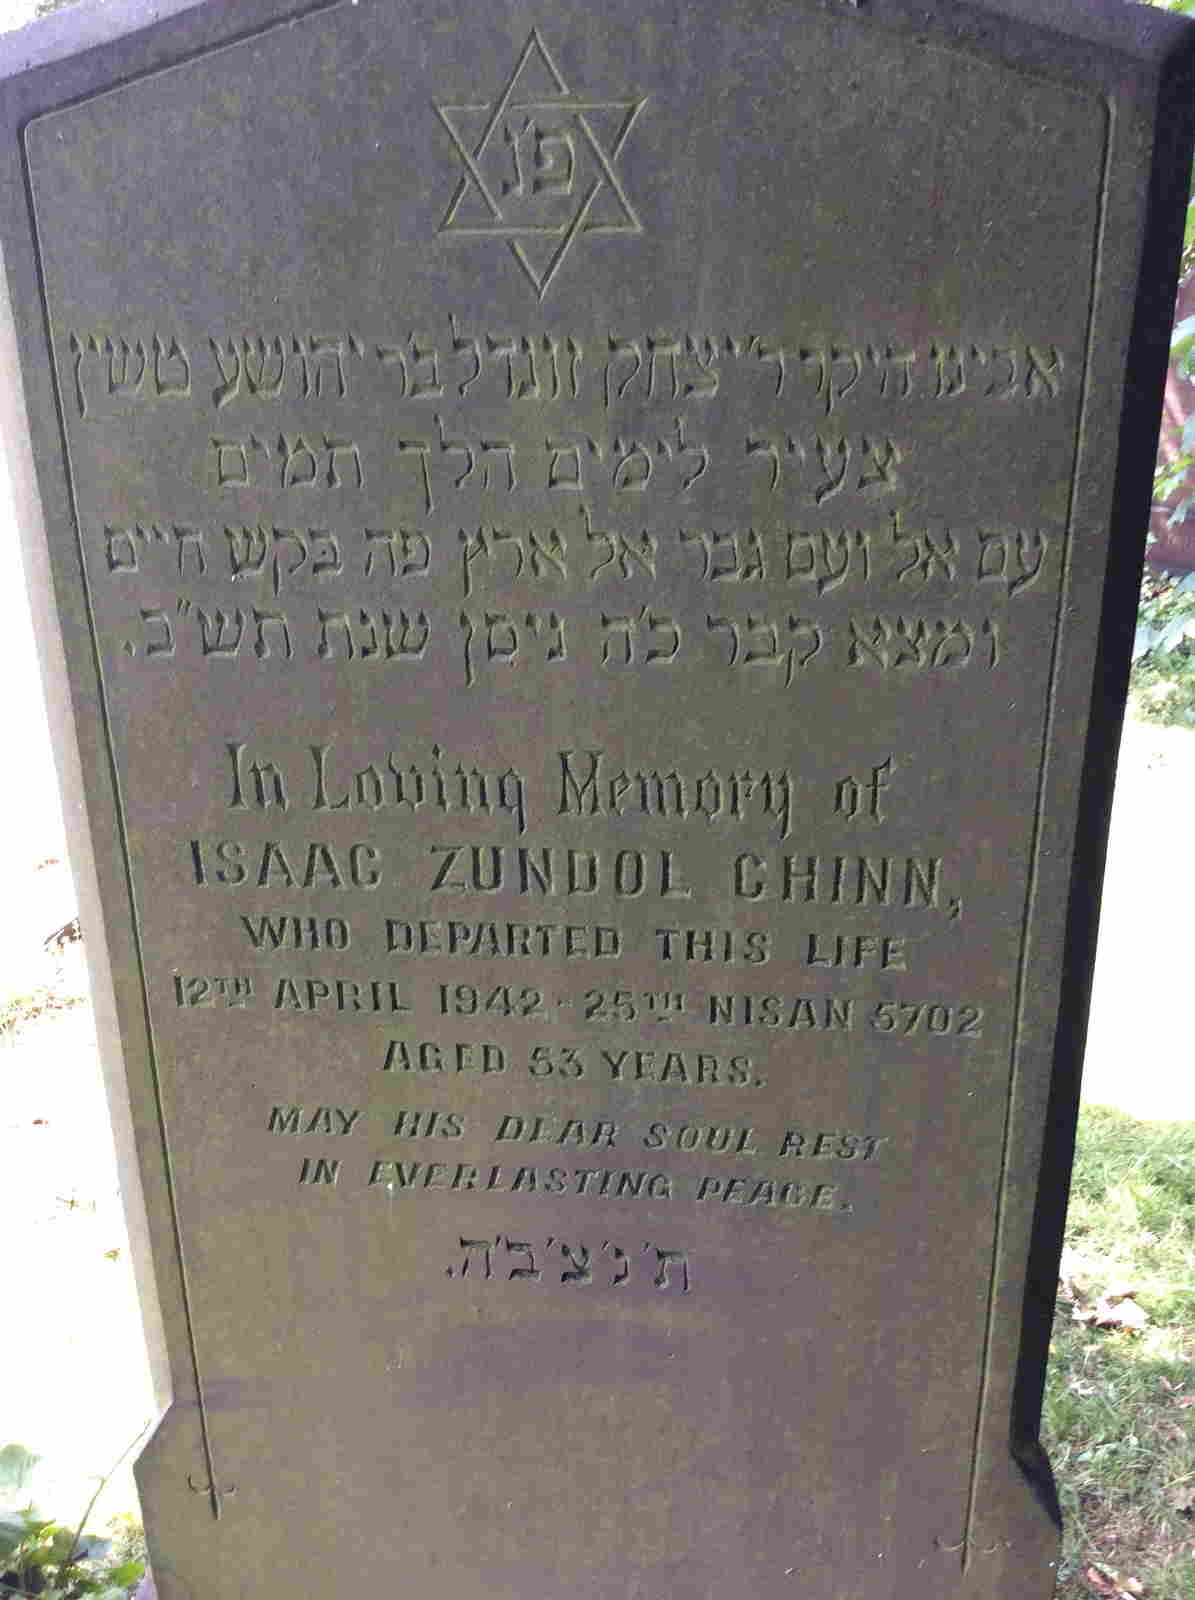 פ'נ
אבינו היקר ר' יצחק זונדל בר יהושע טשין
צעיר לימים הלך תמים
עם אל ועם גבר אל ארץ פה בקש חיים
ומצא קבר כ'ה ניסן שנת תש"ב.
In Loving Memory of
ISAAC ZUNDOL CHINN,
WHO DEPARTED THIS LIFE
12TH APRIL 1942 - 25TH NISAN 5702
AGED 53 YEARS.
MAY HIS DEAR SOUL REST
IN EVERLASTING PEACE.
ת'נ'צ'ב'ה.